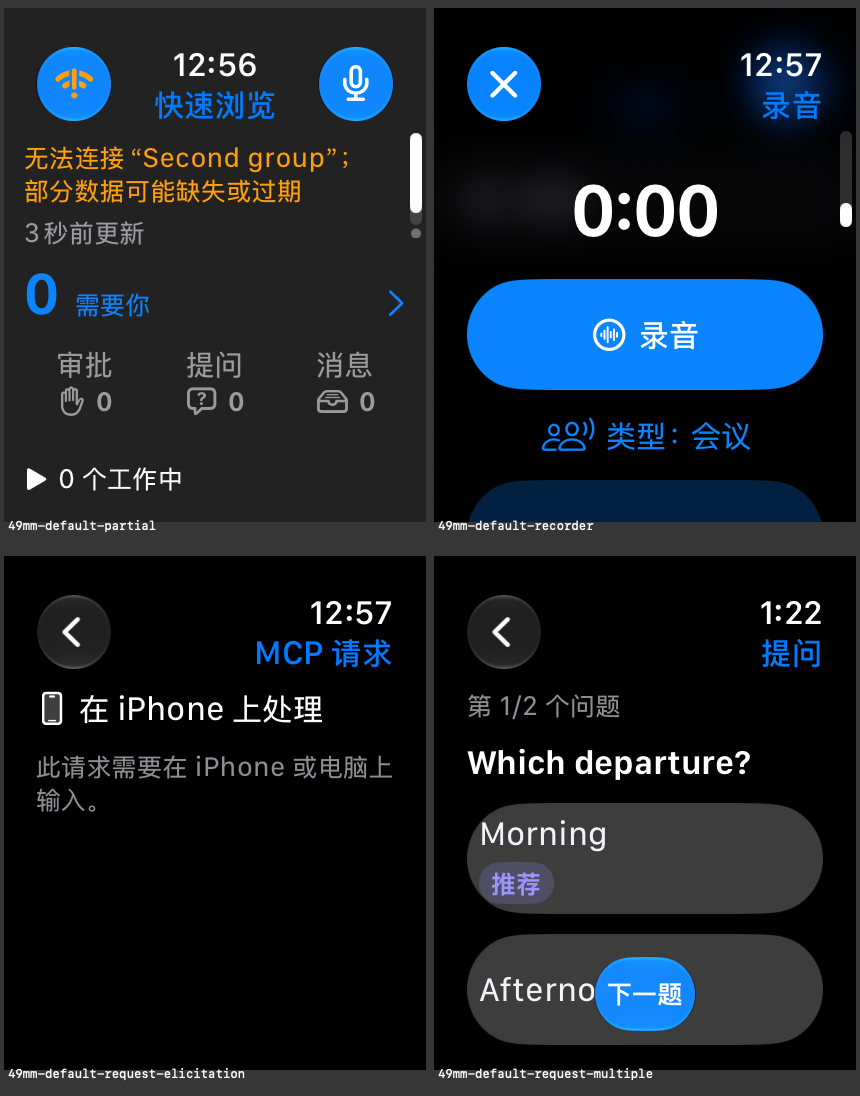 12:56
快速浏览
无法连接 “Second group”；
部分数据可能缺失或过期
3 秒前更新
0 需要你
审批 提问 消息
0 0 0
0 个工作中
49mm-default-partial
12:57
录音
0:00
录音
类型：会议
49mm-default-recorder
12:57
MCP 请求
在 iPhone 上处理
此请求需要在 iPhone 或电脑上
输入。
49mm-default-request-elicitation
1:22
提问
第 1/2 个问题
Which departure?
Morning
推荐
Afterno
下一题
49mm-default-request-multiple